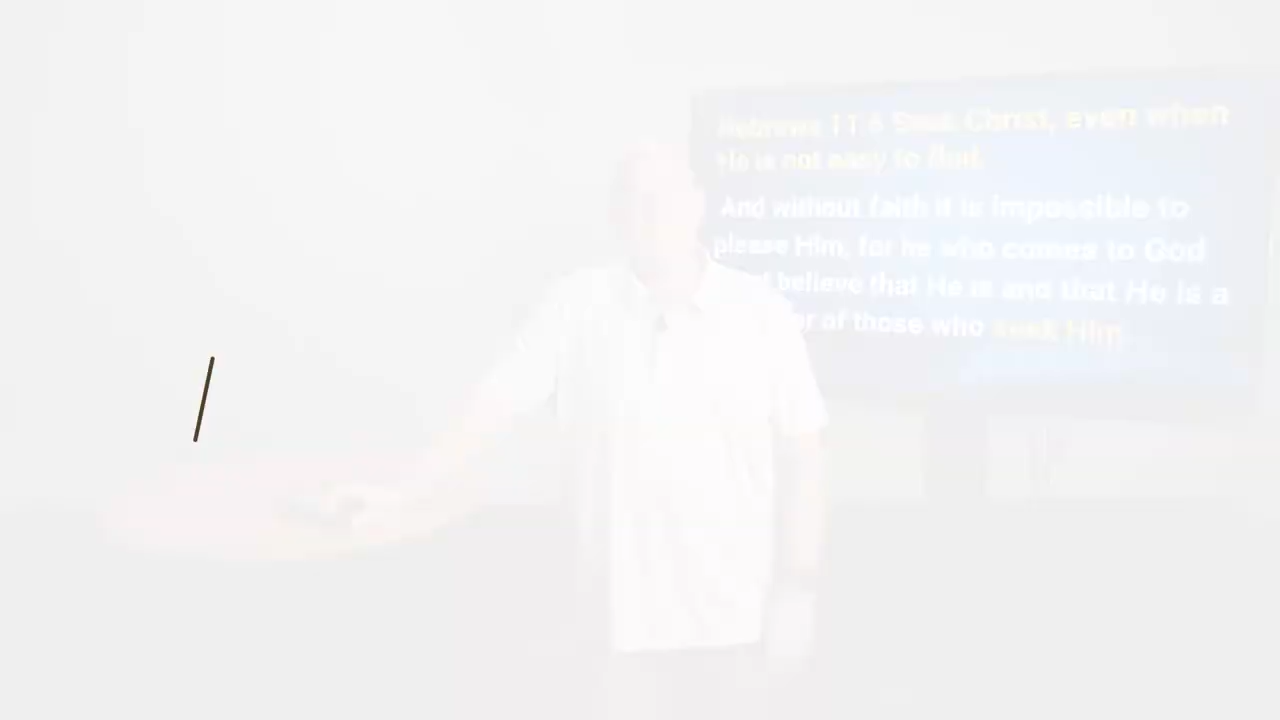 Hebrews 11:6 Seek Christ, even when
He is not easy to find.
And without faith it is impossible to
please Him, for he who comes to God
believe that He is and that He is a
of those who seek Him.